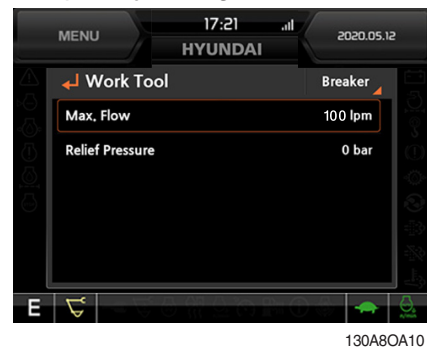 MENU
17:21
HYUNDAI
2020.05.12
Work Tool
Breaker
Max. Flow
100 lpm
Relief Pressure
0 bar
E
130A8OA10